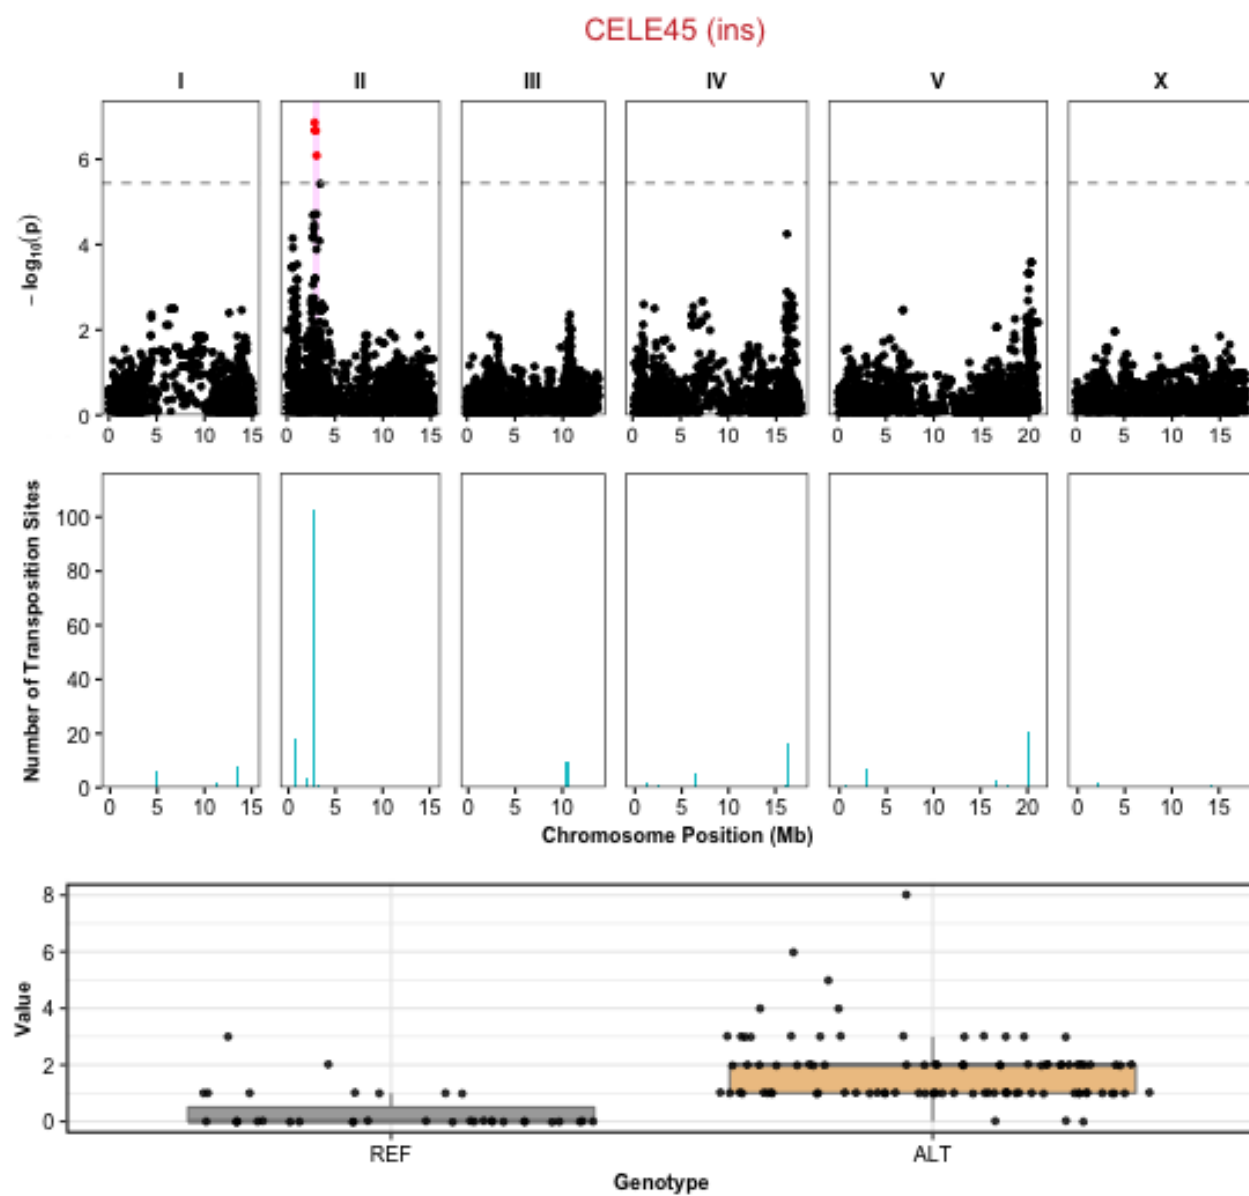 CELE45 (ins)
I II III IV V X
−log10(p)
6
4
2
0
0 5 10 15 0 5 10 15 0 5 10 0 5 10 15 0 5 10 15 20 0 5 10 15
Number of Transposition Sites
100
80
60
40
20
0
0 5 10 15 0 5 10 15 0 5 10 0 5 10 15 0 5 10 15 20 0 5 10 15
Chromosome Position (Mb)
Value
8
6
4
2
0
REF ALT
Genotype